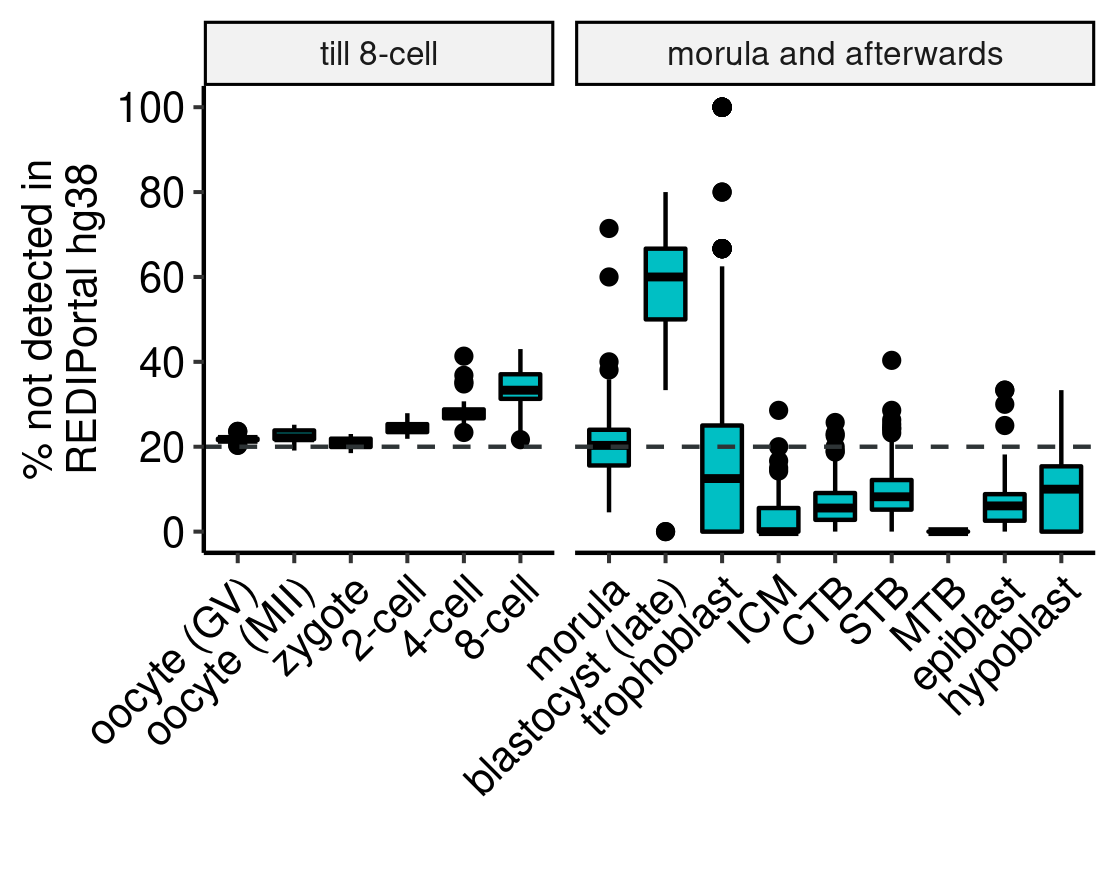 till 8-cell
morula and afterwards
% not detected in
REDIPortal hg38
100
80
60
40
20
0
oocyte (GV)
oocyte (MII)
zygote
2-cell
4-cell
8-cell
morula
blastocyst (late)
trophoblast
ICM
CTB
STB
MTB
epiblast
hypoblast